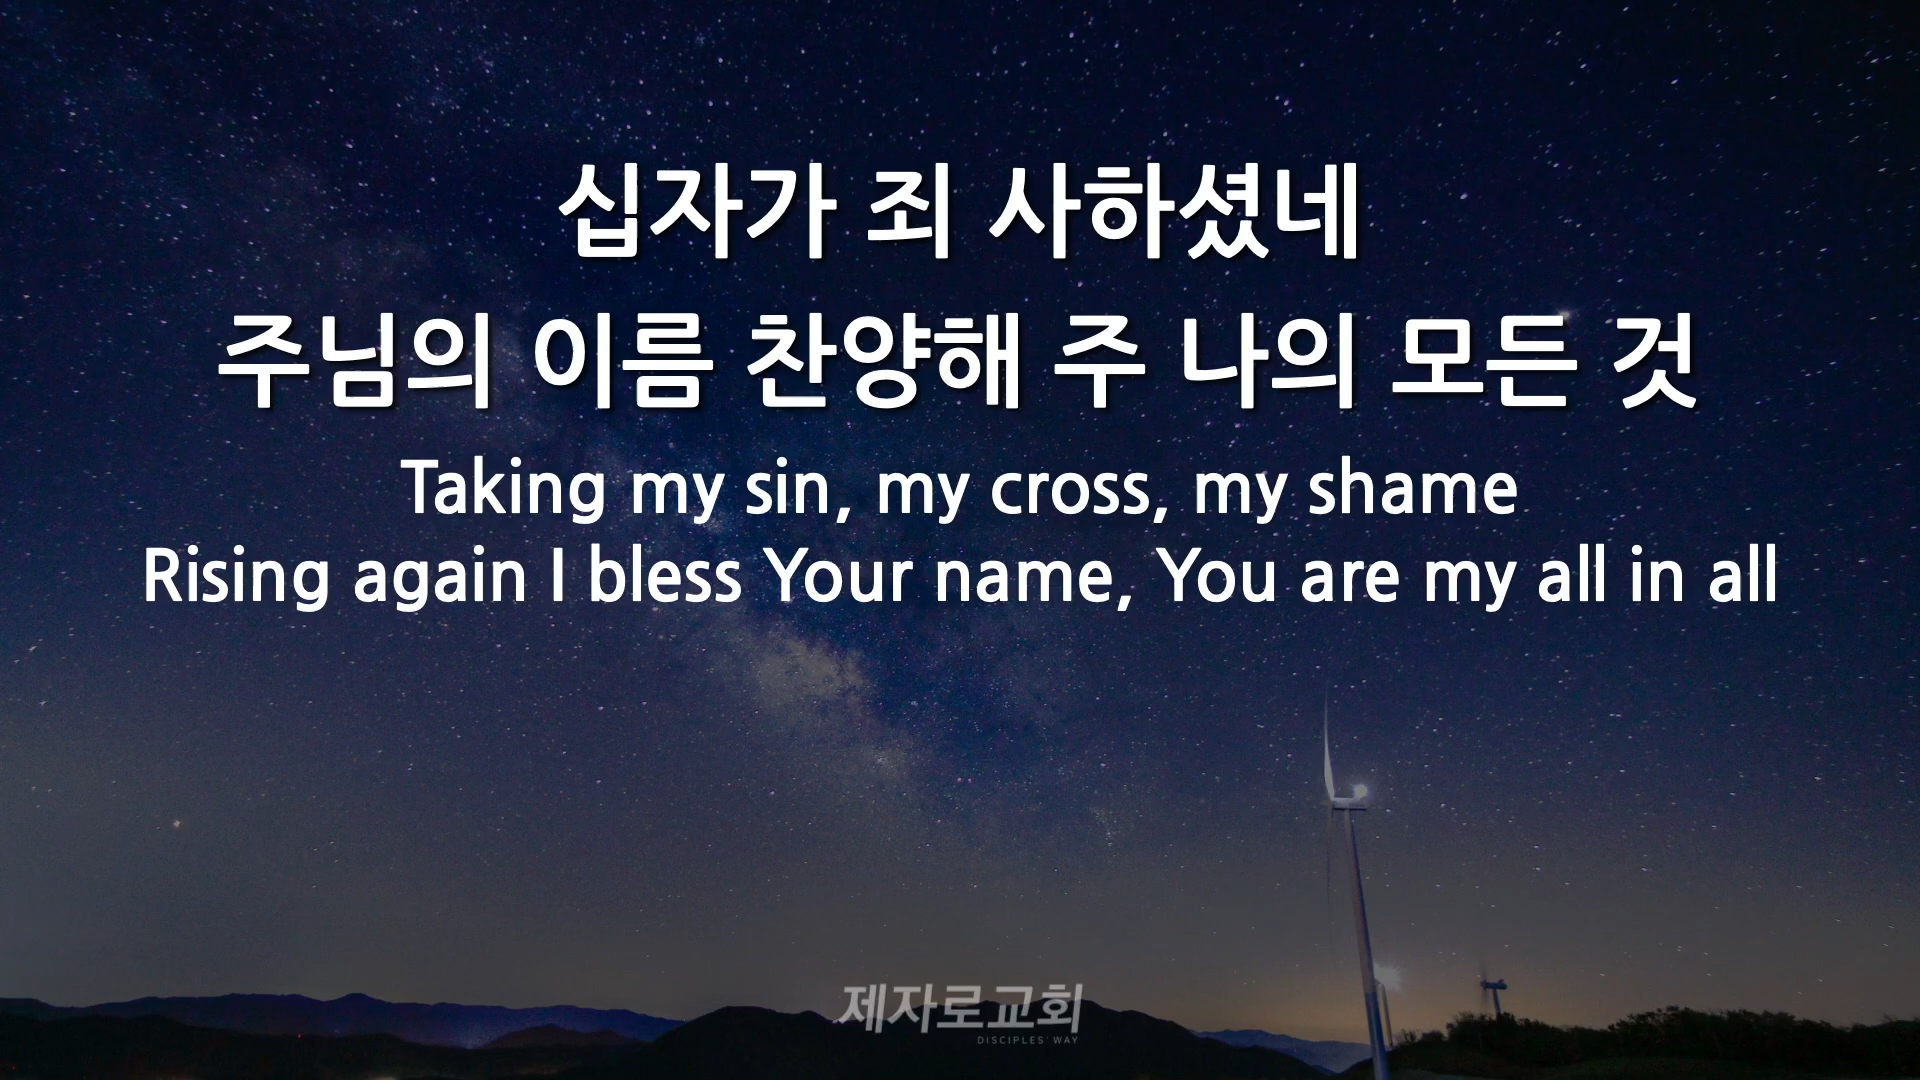 십자가 죄 사하셨네
주님의 이름 찬양해 주 나의 모든 것
Taking my sin, my cross, my shame
Rising again I bless Your name, You are my all in all
제자로교회
DISCIPLES' WAY